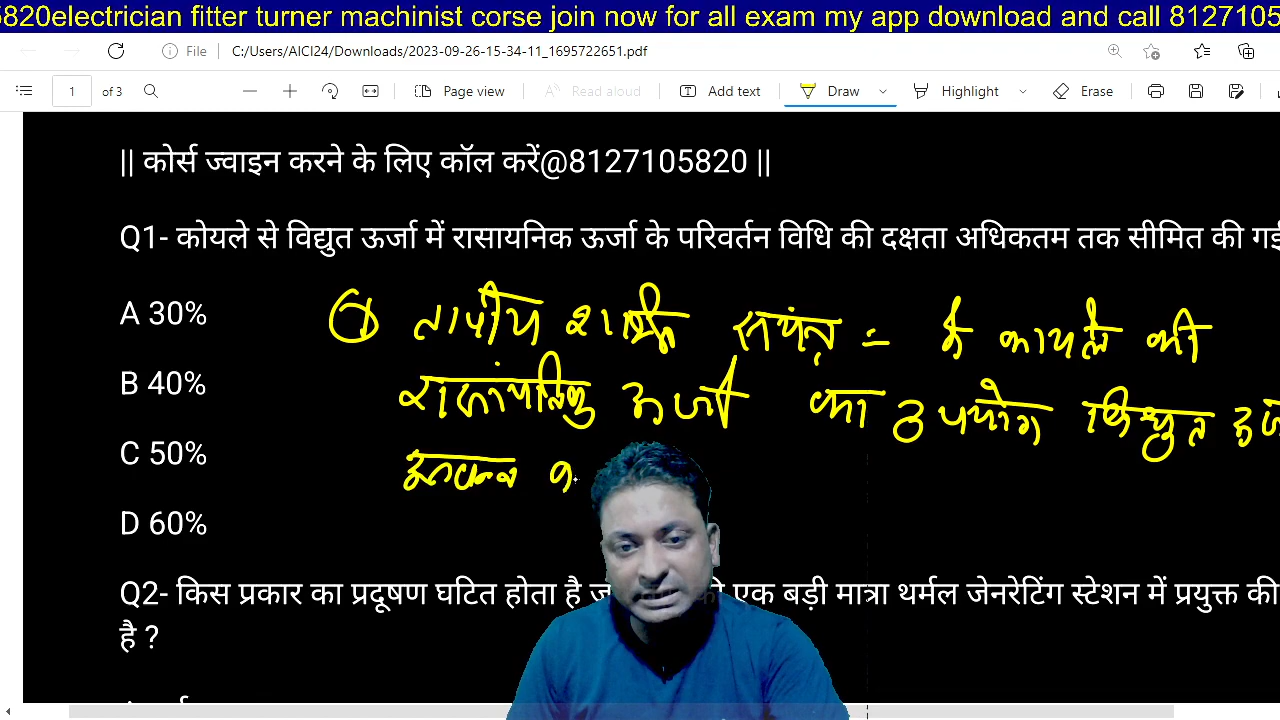 5820electrician fitter turner machinist corse join now for all exam my app download and call 8127105
File C:/Users/AICI24/Downloads/2023-09-26-15-34-11_1695722651.pdf
1 of 3 Page view Read aloud Add text Draw Highlight Erase
|| कोर्स ज्वाइन करने के लिए कॉल करें@8127105820 ||
Q1- कोयले से विद्युत ऊर्जा में रासायनिक ऊर्जा के परिवर्तन विधि की दक्षता अधिकतम तक सीमित की गई
A 30%
तापीय शक्ति सयंत्र = में कायले की
B 40%
ऊर्जा का उपयोग विधुत
C 50%
D 60%
Q2- किस प्रकार का प्रदूषण घटित होता है एक बड़ी मात्रा थर्मल जेनरेटिंग स्टेशन में प्रयुक्त की
है ?